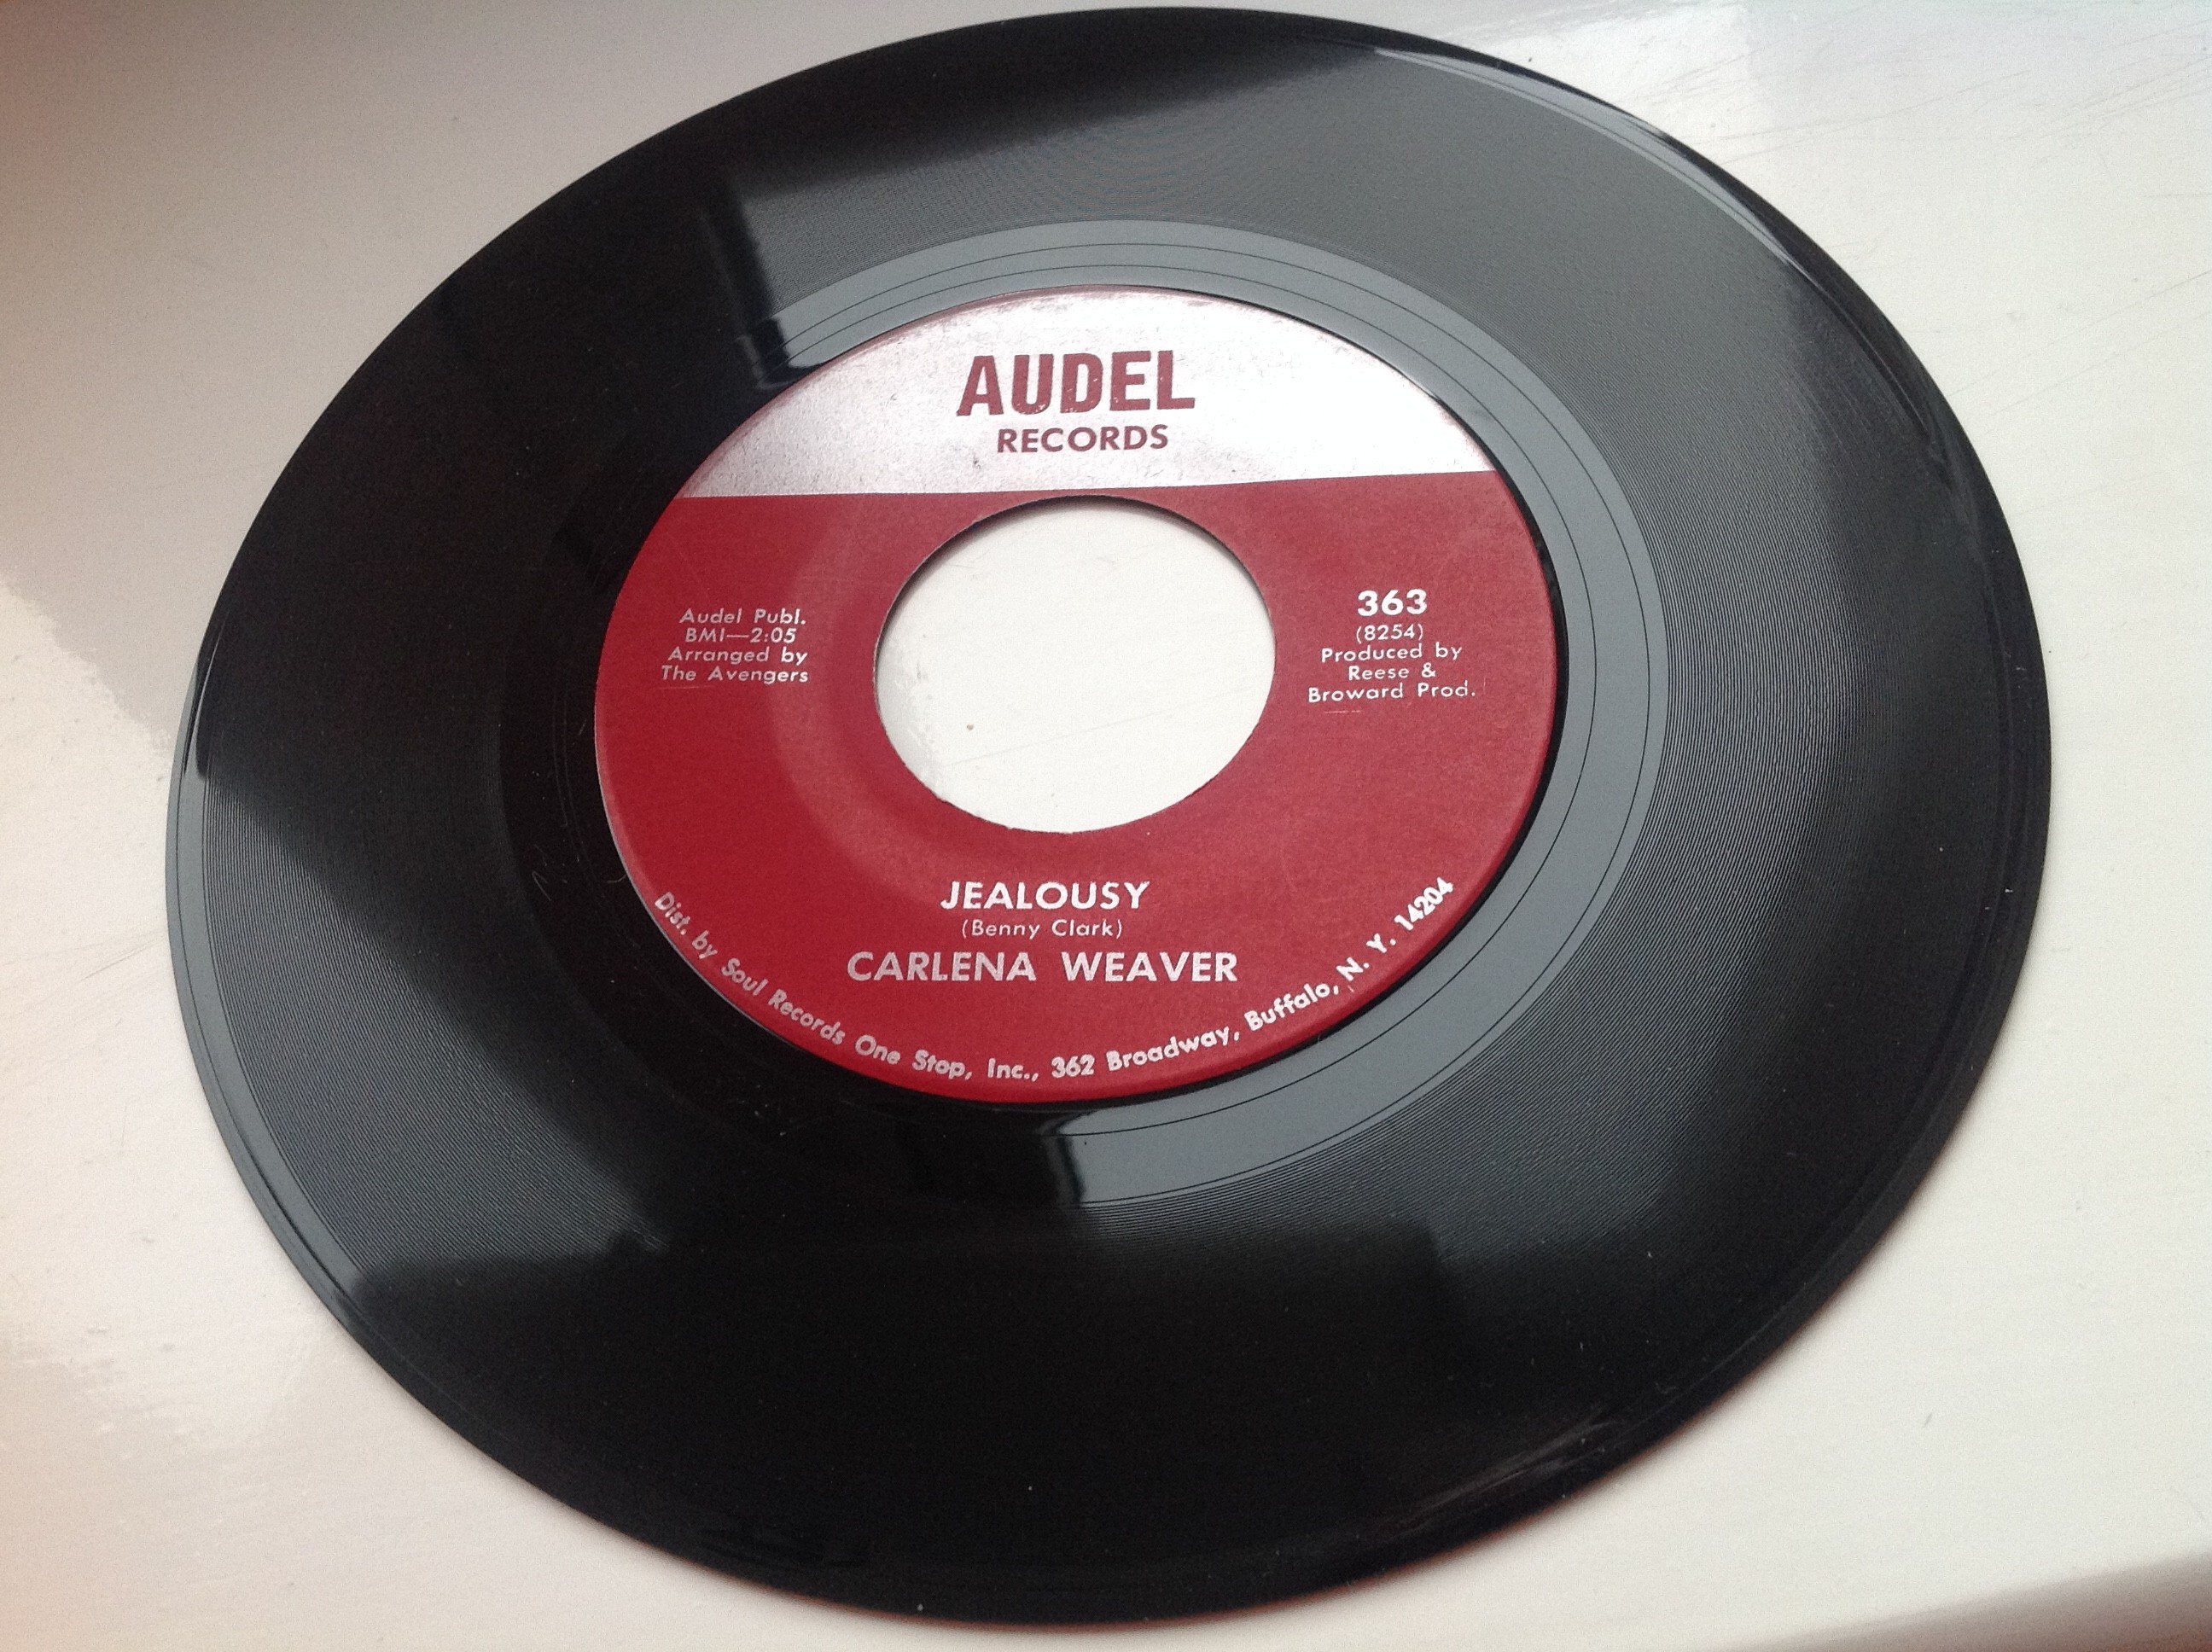 AUDEL
RECORDS
Audel Publ.
BMI—2:05
Arranged by
The Avengers
363
(8254)
Produced by
Reese &
Broward Prod.
JEALOUSY
(Benny Clark)
CARLENA WEAVER
Dist. by Soul Records One Stop, Inc., 362 Broadway, Buffalo, N. Y. 14204